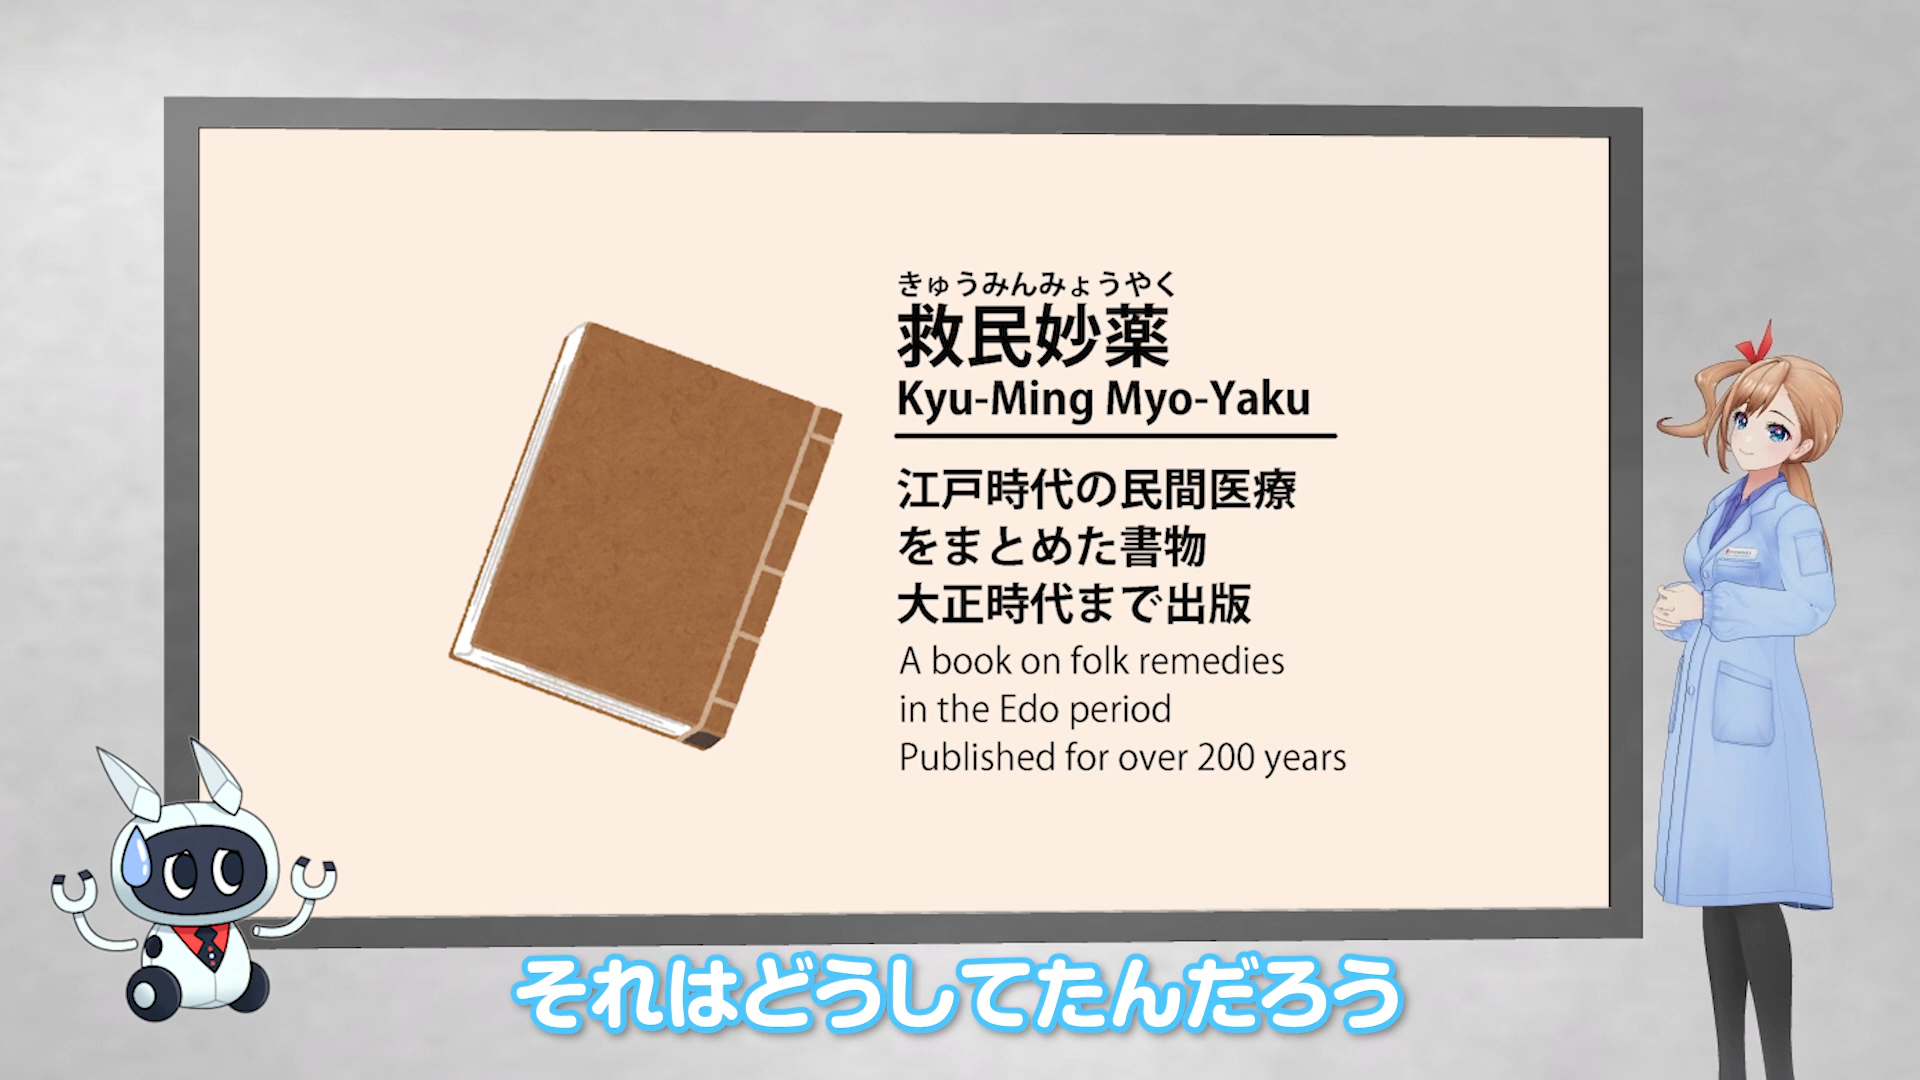 きゅうみんみょうやく
救民妙薬
Kyu-Ming Myo-Yaku
江戸時代の民間医療
をまとめた書物
大正時代まで出版
A book on folk remedies
in the Edo period
Published for over 200 years
それはどうしてたんだろう